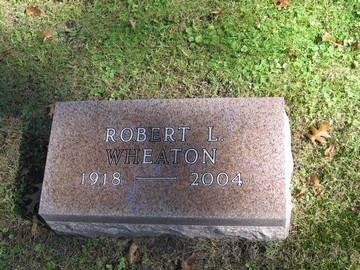 ROBERT L.
WHEATON
1918 — 2004